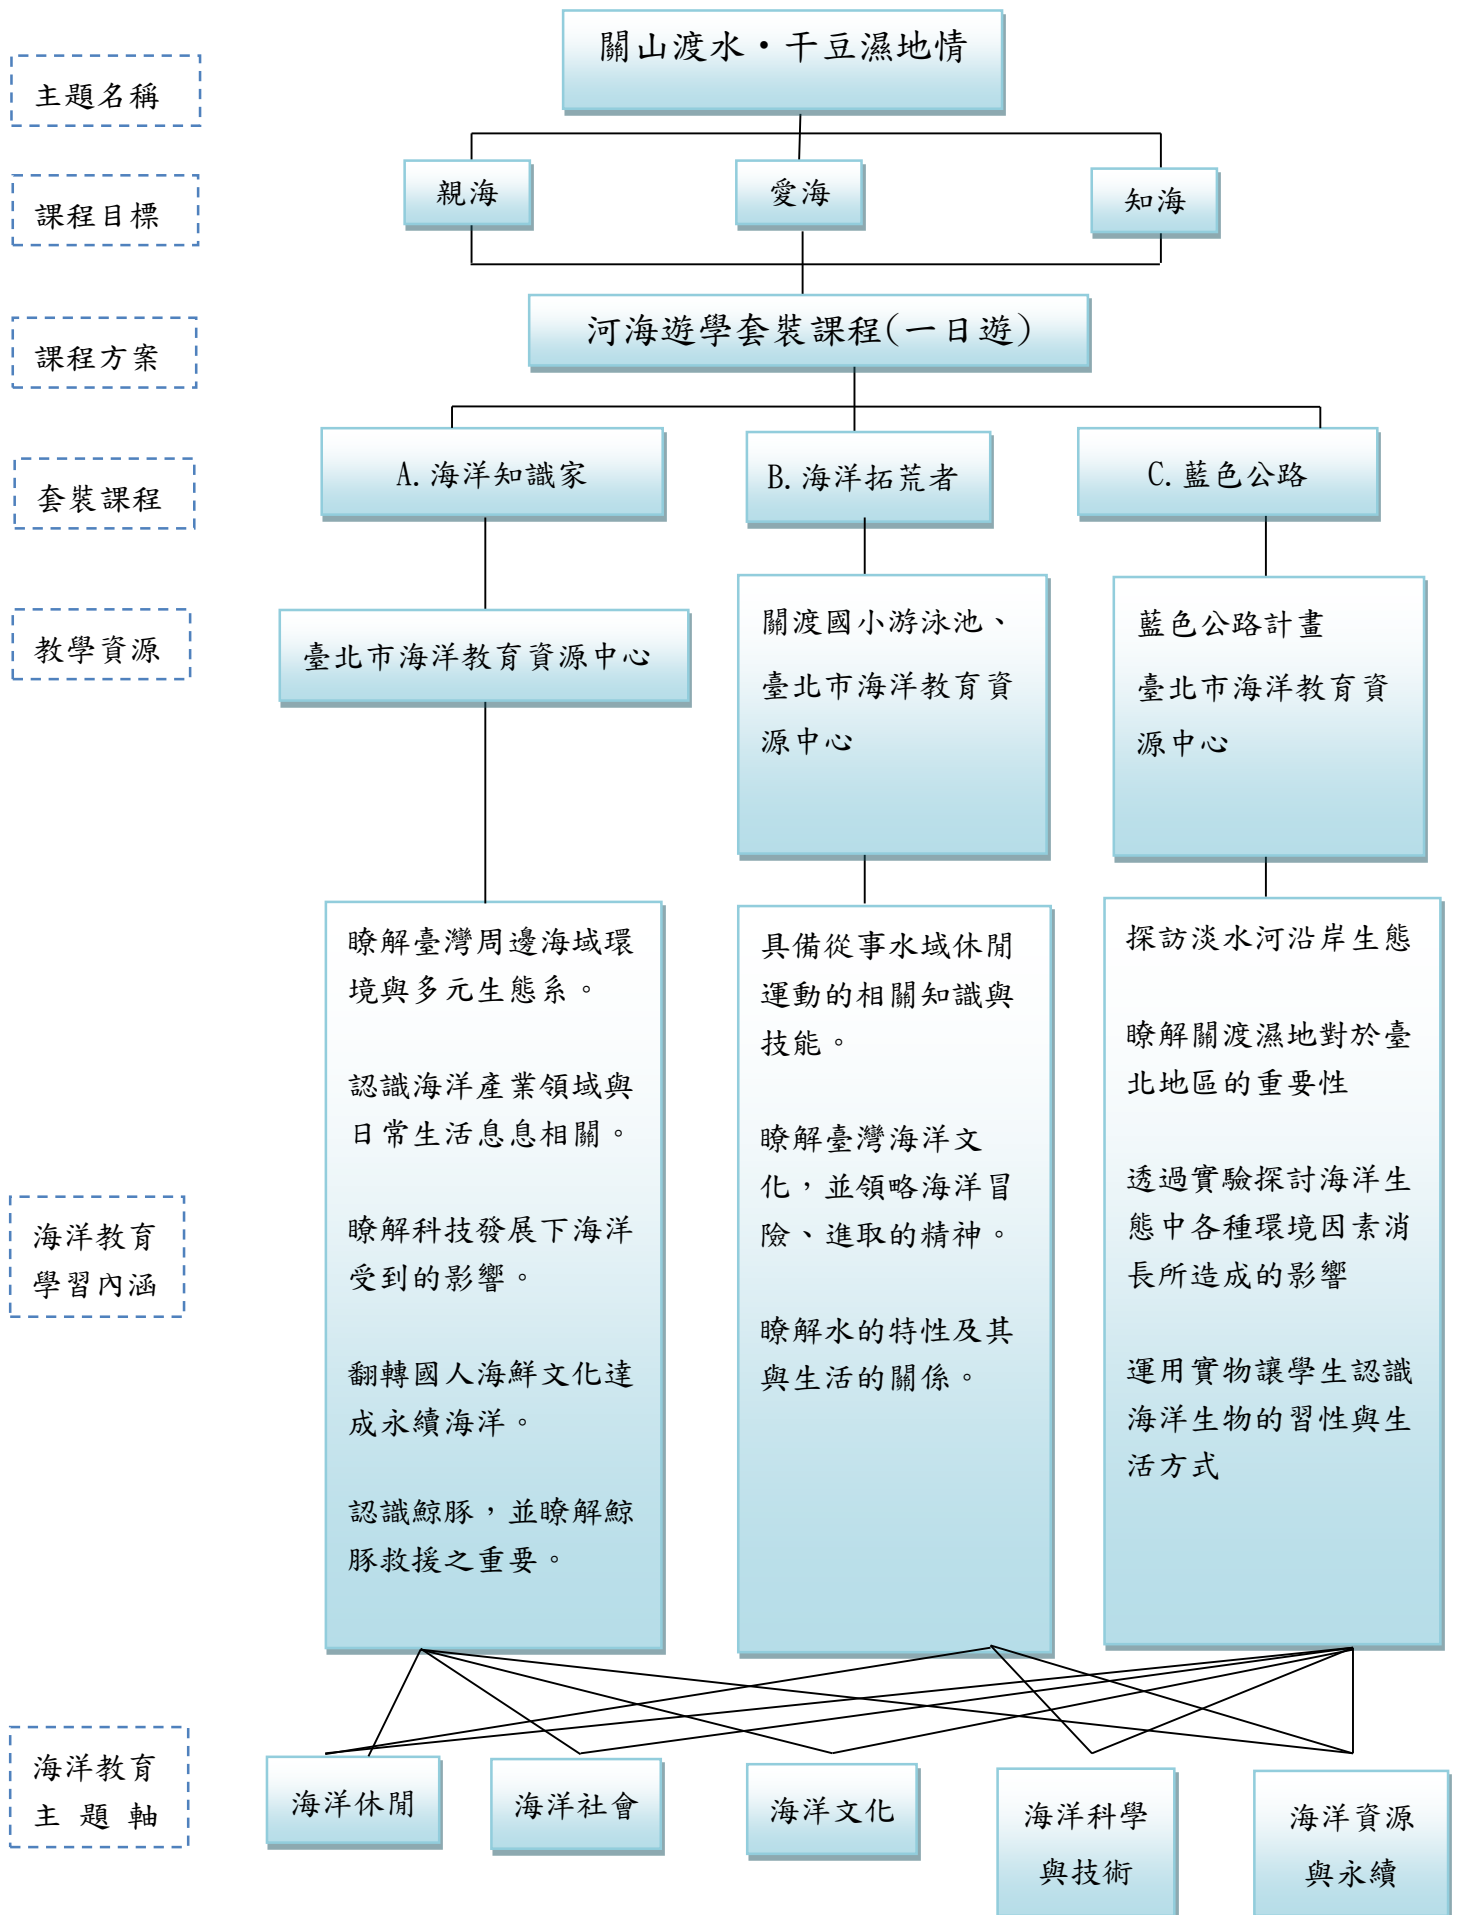 關山渡水・干豆濕地情
主題名稱
親海
愛海
知海
課程目標
河海遊學套裝課程(一日遊)
課程方案
A.海洋知識家
B.海洋拓荒者
C.藍色公路
套裝課程
教學資源
臺北市海洋教育資源中心
關渡國小游泳池、
臺北市海洋教育資
源中心
藍色公路計畫
臺北市海洋教育資
源中心
海洋教育
學習內涵
瞭解臺灣周邊海域環
境與多元生態系。
認識海洋產業領域與
日常生活息息相關。
瞭解科技發展下海洋
受到的影響。
翻轉國人海鮮文化達
成永續海洋。
認識鯨豚，並瞭解鯨
豚救援之重要。
具備從事水域休閒
運動的相關知識與
技能。
瞭解臺灣海洋文
化，並領略海洋冒
險、進取的精神。
瞭解水的特性及其
與生活的關係。
探訪淡水河沿岸生態
瞭解關渡濕地對於臺
北地區的重要性
透過實驗探討海洋生
態中各種環境因素消
長所造成的影響
運用實物讓學生認識
海洋生物的習性與生
活方式
海洋教育
主 題 軸
海洋休閒
海洋社會
海洋文化
海洋科學
與技術
海洋資源
與永續